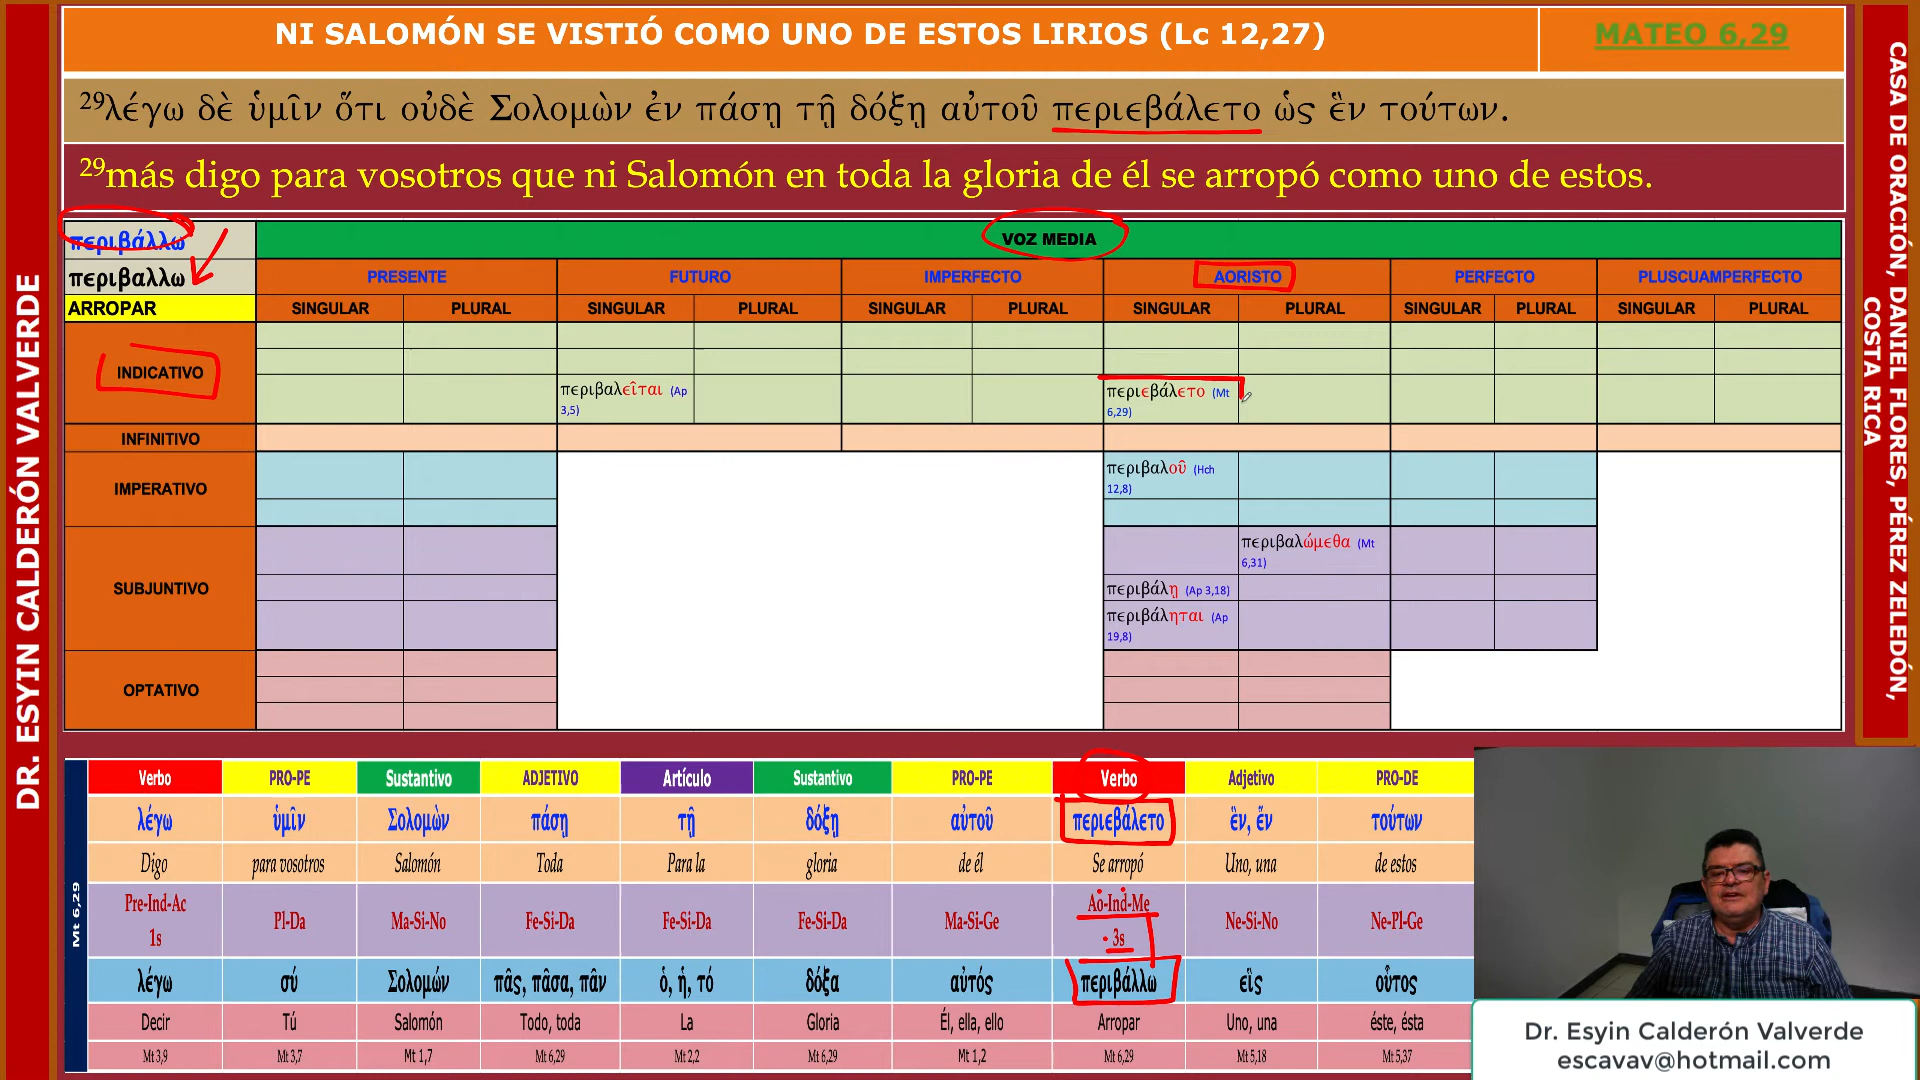 NI SALOMÓN SE VISTIÓ COMO UNO DE ESTOS LIRIOS (Lc 12,27)
MATEO 6,29
²⁹λέγω δὲ ὑμῖν ὅτι οὐδὲ Σολομὼν ἐν πάσῃ τῇ δόξῃ αὐτοῦ περιεβάλετο ὡς ἓν τούτων.
²⁹más digo para vosotros que ni Salomón en toda la gloria de él se arropó como uno de estos.
DR. ESYIN CALDERÓN VALVERDE
CASA DE ORACIÓN, DANIEL FLORES, PÉREZ ZELEDÓN,
COSTA RICA
περιβάλλω
VOZ MEDIA
περιβαλλω
PRESENTE FUTURO IMPERFECTO AORISTO PERFECTO PLUSCUAMPERFECTO
ARROPAR
SINGULAR PLURAL SINGULAR PLURAL SINGULAR PLURAL SINGULAR PLURAL SINGULAR PLURAL SINGULAR PLURAL
INDICATIVO
περιβαλεῖται (Ap
3,5)
περιεβάλετο (Mt
6,29)
INFINITIVO
IMPERATIVO
περιβαλοῦ (Hch
12,8)
SUBJUNTIVO
περιβαλώμεθα (Mt
6,31)
περιβάλῃ (Ap 3,18)
περιβάληται (Ap
19,8)
OPTATIVO
Mt 6,29
Verbo PRO-PE Sustantivo ADJETIVO Artículo Sustantivo PRO-PE Verbo Adjetivo PRO-DE
λέγω ὑμῖν Σολομὼν πάσῃ τῇ δόξῃ αὐτοῦ περιεβάλετο ἓν, ἕν τούτων
Digo para vosotros Salomón Toda Para la gloria de él Se arropó Uno, una de estos
Pre-Ind-Ac Pl-Da Ma-Si-No Fe-Si-Da Fe-Si-Da Fe-Si-Da Ma-Si-Ge Ao-Ind-Me Ne-Si-No Ne-Pl-Ge
1s 3s
λέγω σύ Σολομών πᾶς, πᾶσα, πᾶν ὁ, ἡ, τό δόξα αὐτός περιβάλλω εἷς οὗτος
Decir Tú Salomón Todo, toda La Gloria Él, ella, ello Arropar Uno, una éste, ésta
Mt 3,9 Mt 3,7 Mt 1,7 Mt 6,29 Mt 2,2 Mt 6,29 Mt 1,2 Mt 6,29 Mt 5,18 Mt 5,37
Dr. Esyin Calderón Valverde
escavav@hotmail.com